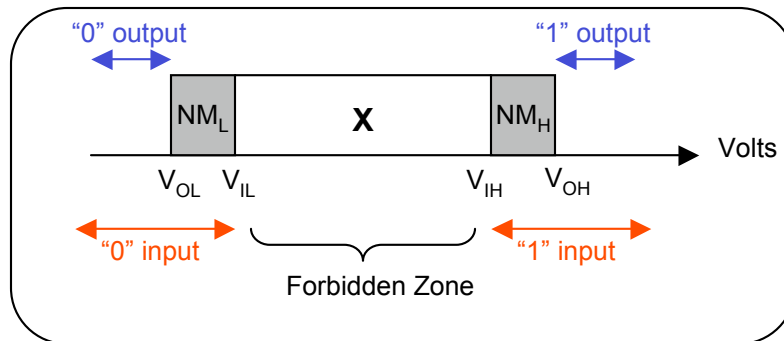 “0” output “1” output
NM_L X NM_H
Volts
V_OL V_IL V_IH V_OH
“0” input “1” input
Forbidden Zone